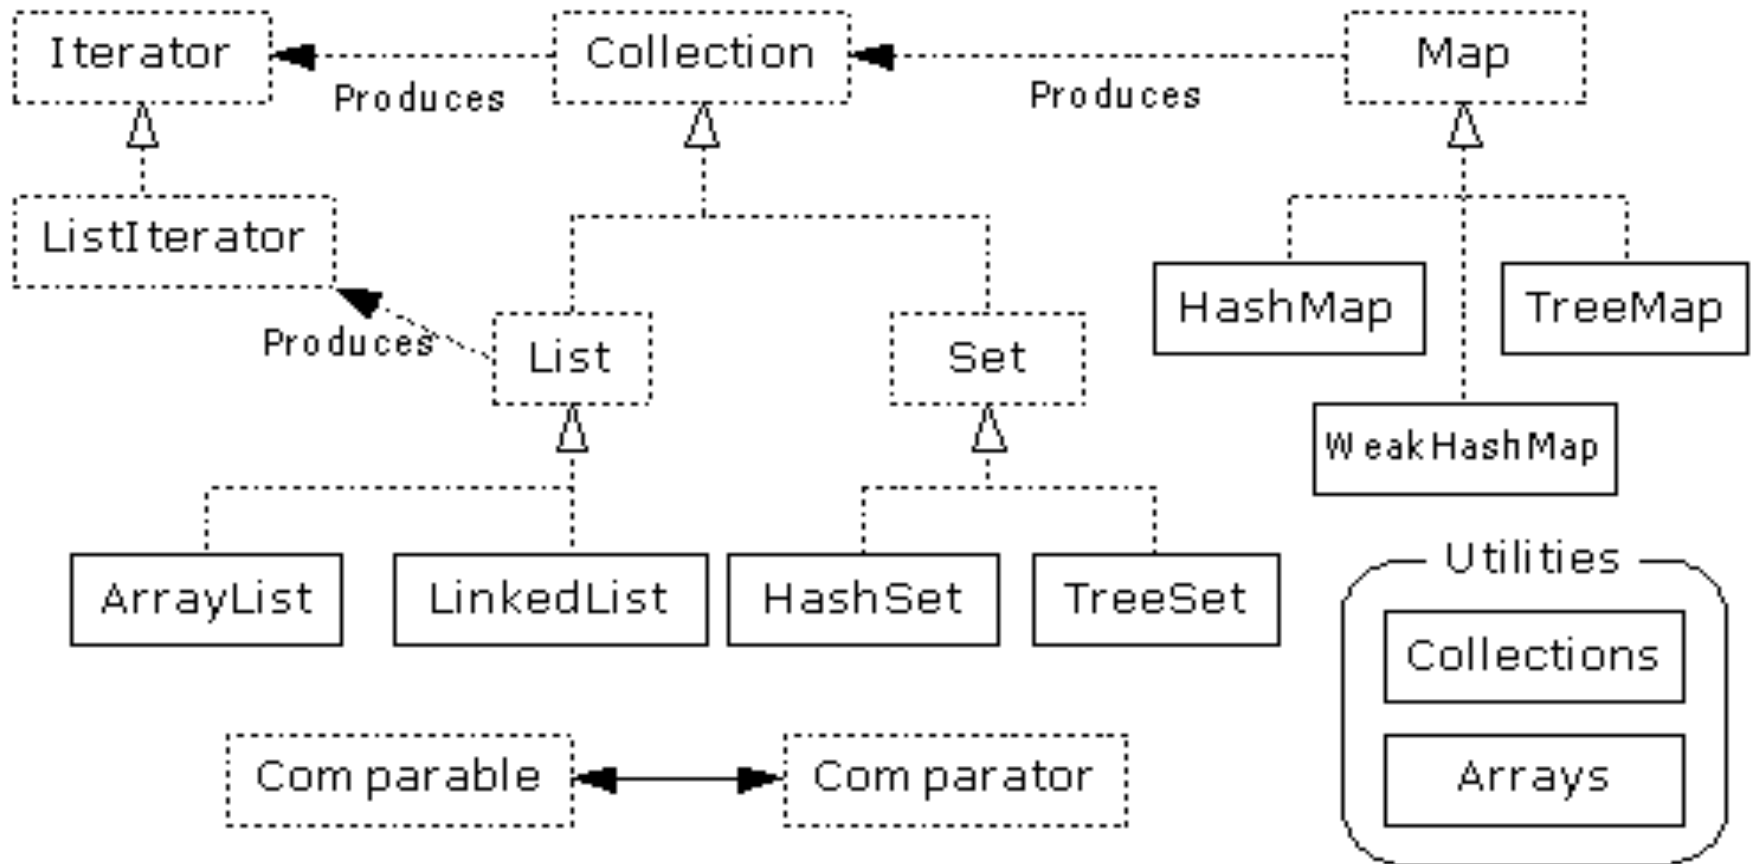 Iterator
Collection
Map
Produces
Produces
ListIterator
HashMap
TreeMap
Produces
List
Set
WeakHashMap
Utilities
ArrayList
LinkedList
HashSet
TreeSet
Collections
Comparable
Comparator
Arrays